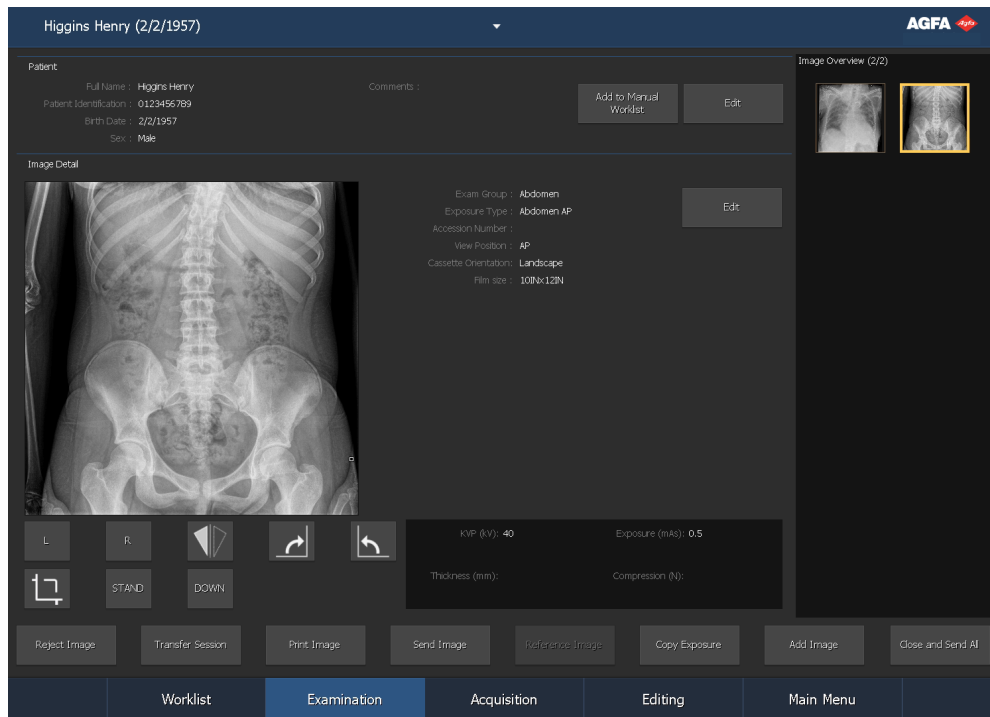 Higgins Henry (2/2/1957)
AGFA
Agfa
Patient
Full Name : Higgins Henry
Patient Identification : 0123456789
Birth Date : 2/2/1957
Sex : Male
Comments :
Add to Manual
Worklist
Edit
Image Overview (2/2)
Image Detail
Exam Group : Abdomen
Exposure Type : Abdomen AP
Accession Number :
View Position : AP
Cassette Orientation: Landscape
Film size : 10INx12IN
Edit
L
R
STAND
DOWN
KVP (kV): 40
Exposure (mAs): 0.5
Thickness (mm):
Compression (N):
Reject Image
Transfer Session
Print Image
Send Image
Reference Image
Copy Exposure
Add Image
Close and Send All
Worklist
Examination
Acquisition
Editing
Main Menu